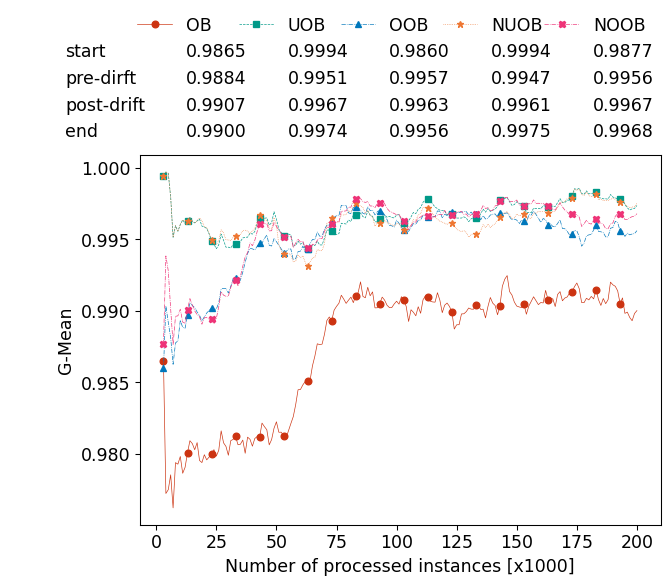 OB UOB OOB NUOB NOOB
start 0.9865 0.9994 0.9860 0.9994 0.9877
pre-dirft 0.9884 0.9951 0.9957 0.9947 0.9956
post-drift 0.9907 0.9967 0.9963 0.9961 0.9967
end 0.9900 0.9974 0.9956 0.9975 0.9968
1.000
0.995
0.990
0.985
0.980
G-Mean
0 25 50 75 100 125 150 175 200
Number of processed instances [x1000]